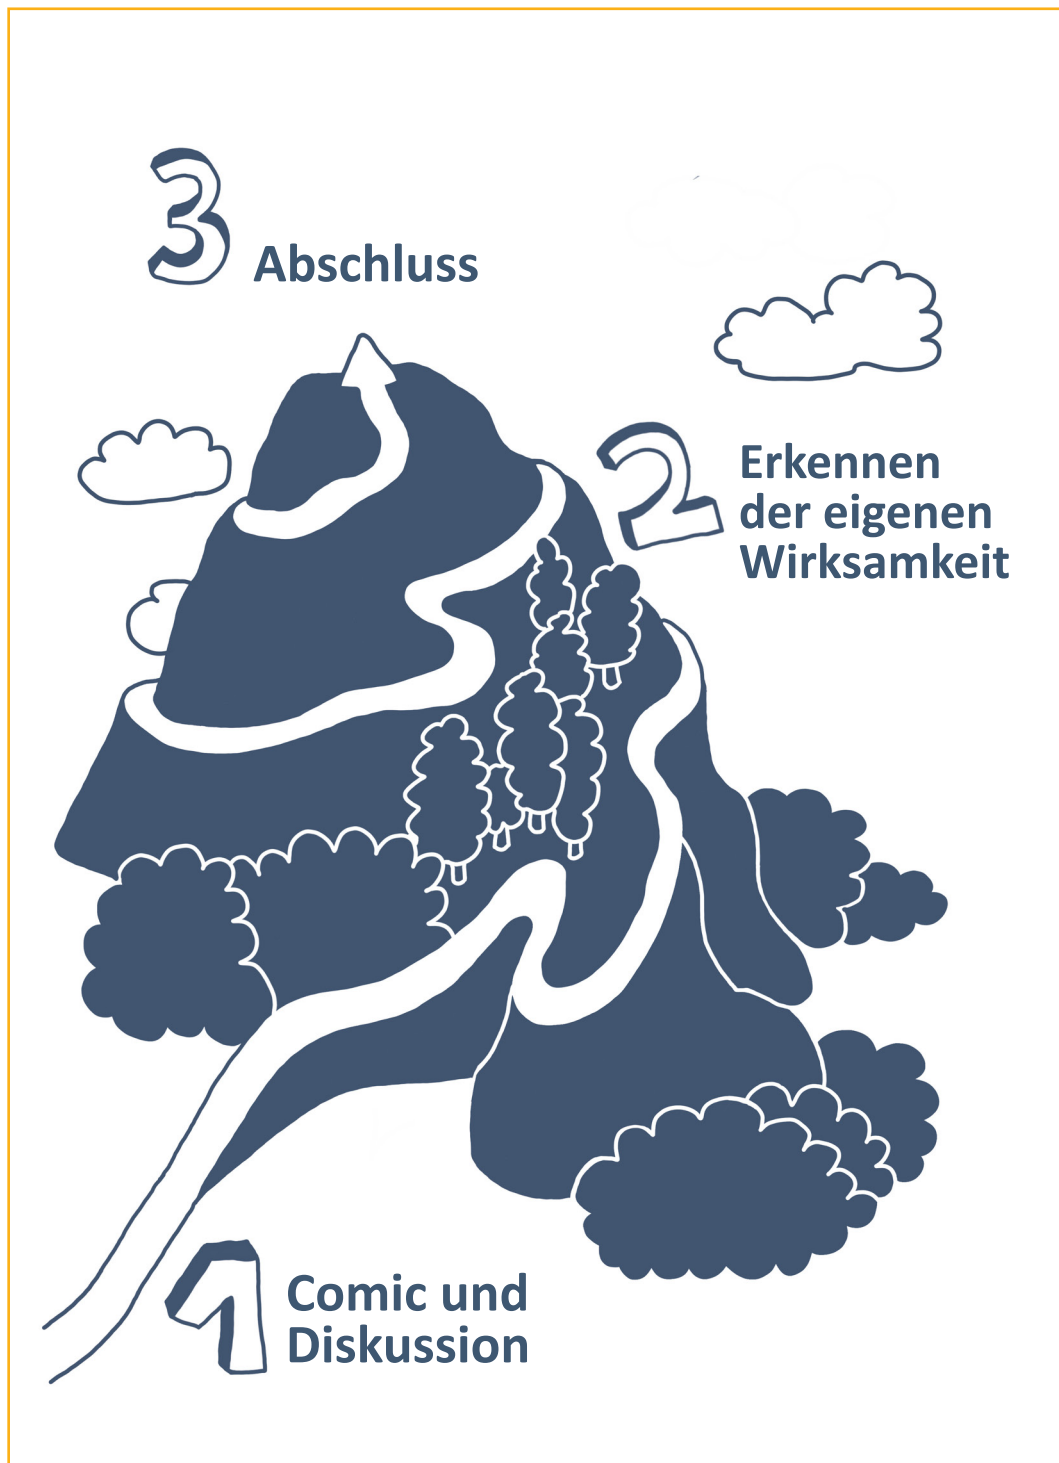 3 Abschluss
2 Erkennen
der eigenen
Wirksamkeit
1 Comic und
Diskussion